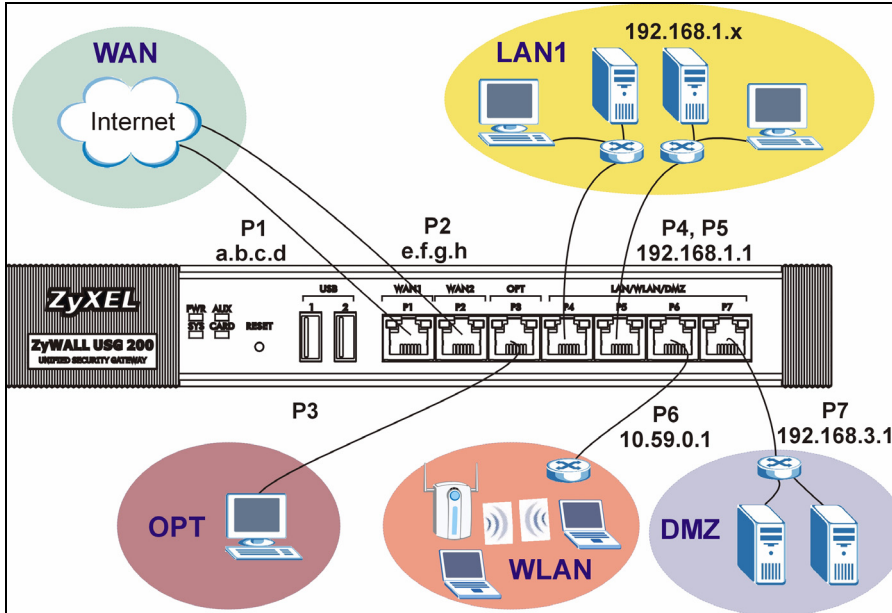 WAN
Internet
LAN1
192.168.1.x
P1
a.b.c.d
P2
e.f.g.h
P4, P5
192.168.1.1
ZyXEL
ZyWALL USG 200
UNIFIED SECURITY GATEWAY
PWR AUX
SYS CARD
RESET
USB
1 2
WAN1 WAN2 OPT LAN/WLAN/DMZ
P1 P2 P3 P4 P5 P6 P7
P3
P6
10.59.0.1
P7
192.168.3.1
OPT
WLAN
DMZ